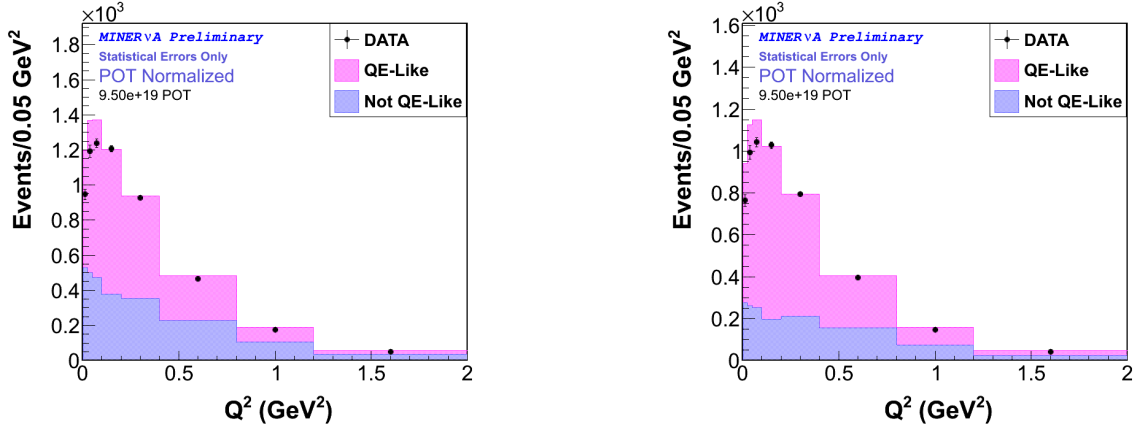 ×10³
Events/0.05 GeV²
1.8
1.6
1.4
1.2
1
0.8
0.6
0.4
0.2
0
MINERνA Preliminary
Statistical Errors Only
POT Normalized
9.50e+19 POT
DATA
QE-Like
Not QE-Like
0
0.5
1
1.5
2
Q² (GeV²)
×10³
Events/0.05 GeV²
1.6
1.4
1.2
1
0.8
0.6
0.4
0.2
0
MINERνA Preliminary
Statistical Errors Only
POT Normalized
9.50e+19 POT
DATA
QE-Like
Not QE-Like
0
0.5
1
1.5
2
Q² (GeV²)